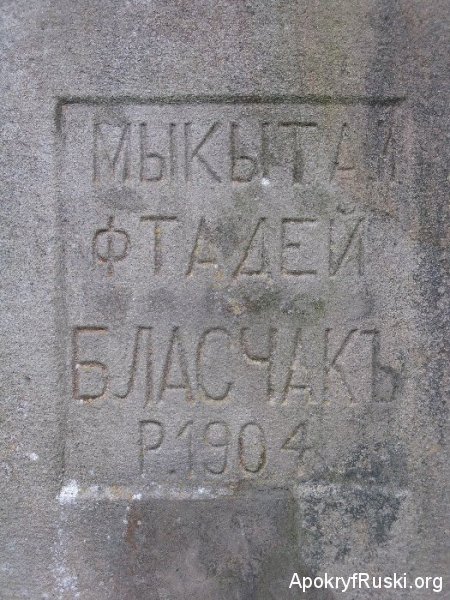 МЫКЫТА И
ФТАДЕЙ
БЛАСЧАКЪ
Р.1904
ApokryfRuski.org